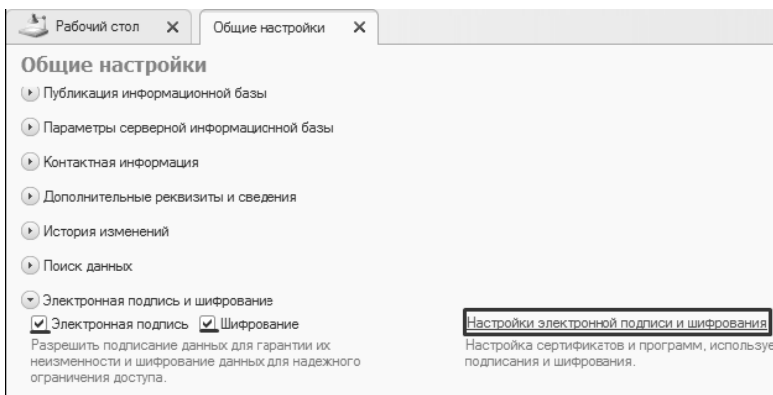 Рабочий стол
Общие настройки
Общие настройки
Публикация информационной базы
Параметры серверной информационной базы
Контактная информация
Дополнительные реквизиты и сведения
История изменений
Поиск данных
Электронная подпись и шифрование
Электронная подпись Шифрование
Настройки электронной подписи и шифрования
Разрешить подписание данных для гарантии их
неизменности и шифрование данных для надежного
ограничения доступа.
Настройка сертификатов и программ, используе
подписания и шифрования.